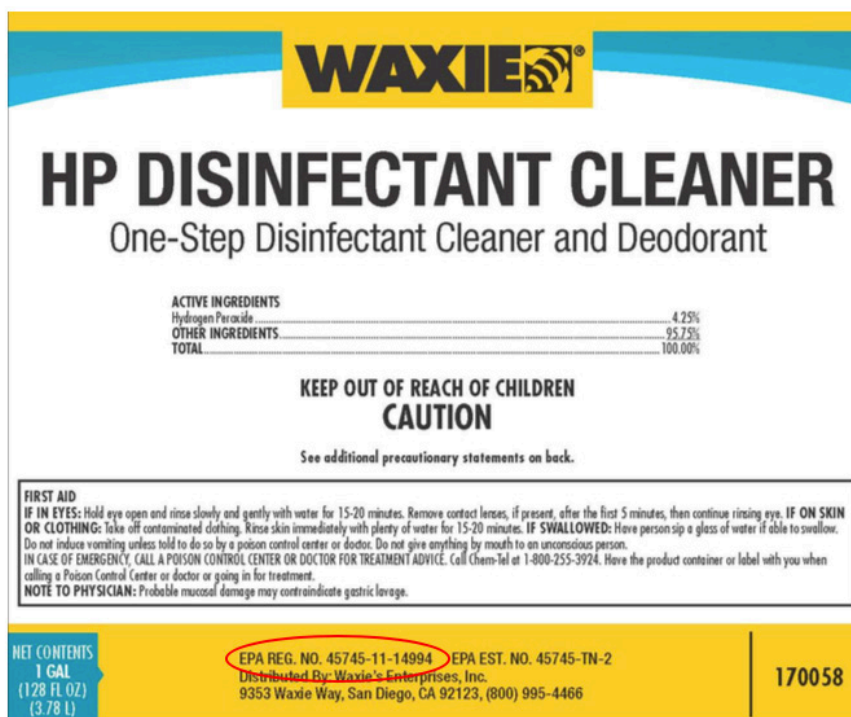 WAXIE®
HP DISINFECTANT CLEANER
One-Step Disinfectant Cleaner and Deodorant
ACTIVE INGREDIENTS
Hydrogen Peroxide 4.25%
OTHER INGREDIENTS 95.75%
TOTAL 100.00%
KEEP OUT OF REACH OF CHILDREN
CAUTION
See additional precautionary statements on back.
FIRST AID
IF IN EYES: Hold eye open and rinse slowly and gently with water for 15-20 minutes. Remove contact lenses, if present, after the first 5 minutes, then continue rinsing eye. IF ON SKIN
OR CLOTHING: Take off contaminated clothing. Rinse skin immediately with plenty of water for 15-20 minutes. IF SWALLOWED: Have person sip a glass of water if able to swallow.
Do not induce vomiting unless told to do so by a poison control center or doctor. Do not give anything by mouth to an unconscious person.
IN CASE OF EMERGENCY, CALL A POISON CONTROL CENTER OR DOCTOR FOR TREATMENT ADVICE. Call Chem-Tel at 1-800-255-3924. Have the product container or label with you when
calling a Poison Control Center or doctor or going in for treatment.
NOTE TO PHYSICIAN: Probable mucosal damage may contraindicate gastric lavage.
NET CONTENTS
1 GAL
(128 FL OZ)
(3.78 L)
EPA REG. NO. 45745-11-14994 EPA EST. NO. 45745-TN-2
Distributed By: Waxie's Enterprises, Inc.
9353 Waxie Way, San Diego, CA 92123, (800) 995-4466
170058